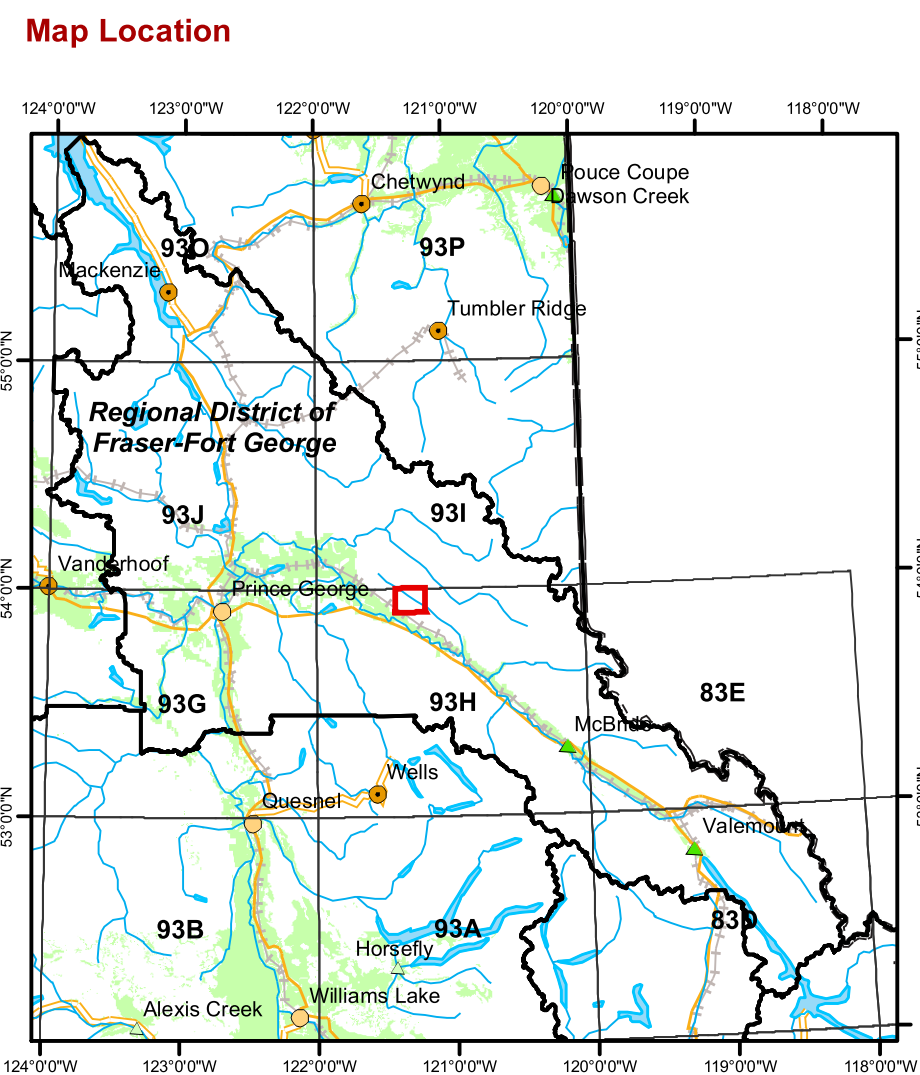 Map Location
124°0'0"W 123°0'0"W 122°0'0"W 121°0'0"W 120°0'0"W 119°0'0"W 118°0'0"W
Pouce Coupe
Chetwynd
Dawson Creek
93O
93P
Mackenzie
Tumbler Ridge
55°0'0"N
Regional District of
Fraser-Fort George
93J
93I
Vanderhoof
Prince George
54°0'0"N
54°0'0"N
93G
93H
83E
McBride
Wells
Quesnel
53°0'0"N
Valemount
93B
93A
83D
Horsefly
Williams Lake
Alexis Creek
124°0'0"W 123°0'0"W 122°0'0"W 121°0'0"W 120°0'0"W 119°0'0"W 118°0'0"W